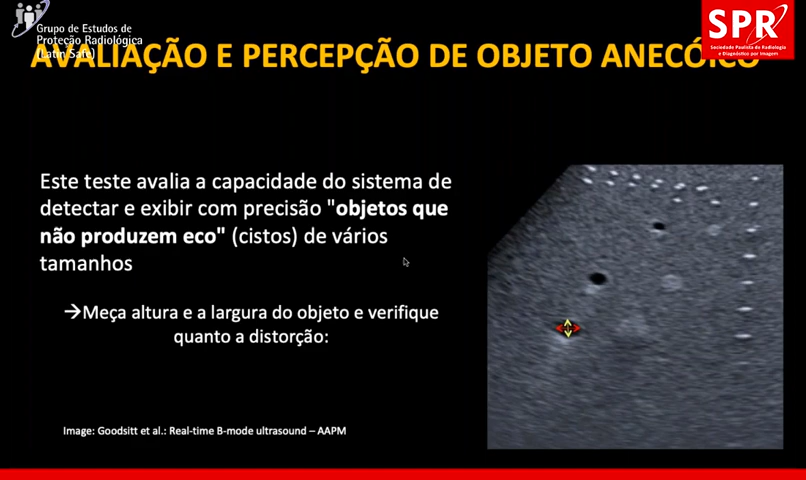 Grupo de Estudos de
Proteção Radiológica
(Latin Safe)
SPR
Sociedade Paulista de Radiologia
e Diagnóstico por Imagem
AVALIAÇÃO E PERCEPÇÃO DE OBJETO ANECÓICO
Este teste avalia a capacidade do sistema de
detectar e exibir com precisão "objetos que
não produzem eco" (cistos) de vários
tamanhos
→Meça altura e a largura do objeto e verifique
quanto a distorção:
Image: Goodsitt et al.: Real-time B-mode ultrasound – AAPM